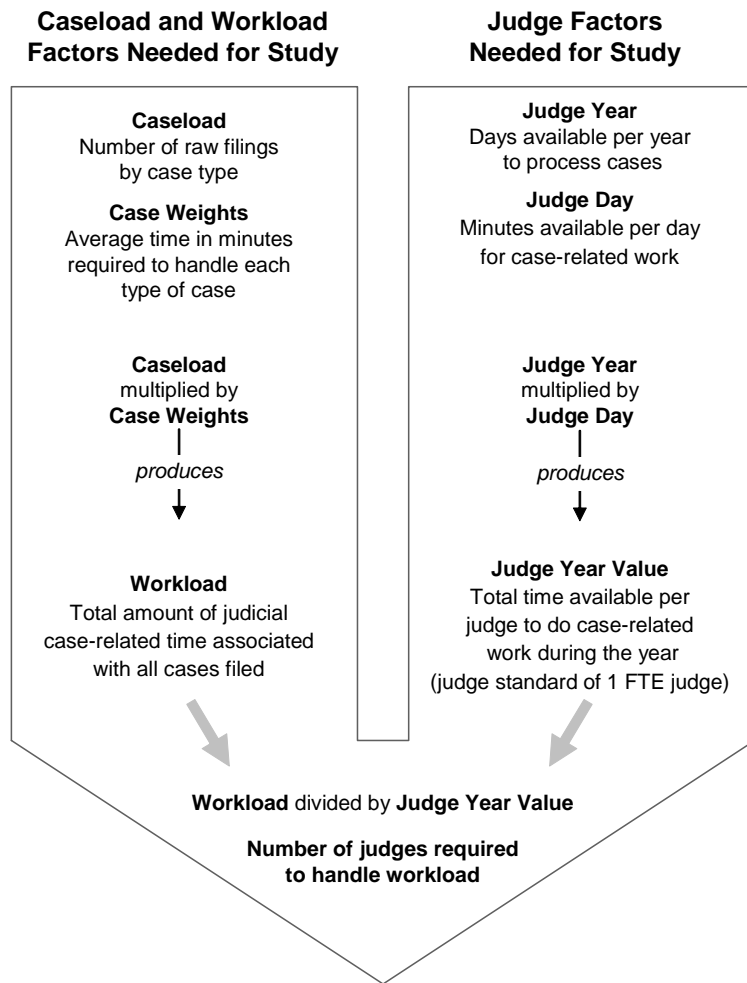 Caseload and Workload
Factors Needed for Study
Caseload
Number of raw filings
by case type
Case Weights
Average time in minutes
required to handle each
type of case
Caseload
multiplied by
Case Weights
produces
Workload
Total amount of judicial
case-related time associated
with all cases filed
Judge Factors
Needed for Study
Judge Year
Days available per year
to process cases
Judge Day
Minutes available per day
for case-related work
Judge Year
multiplied by
Judge Day
produces
Judge Year Value
Total time available per
judge to do case-related
work during the year
(judge standard of 1 FTE judge)
Workload divided by Judge Year Value
Number of judges required
to handle workload